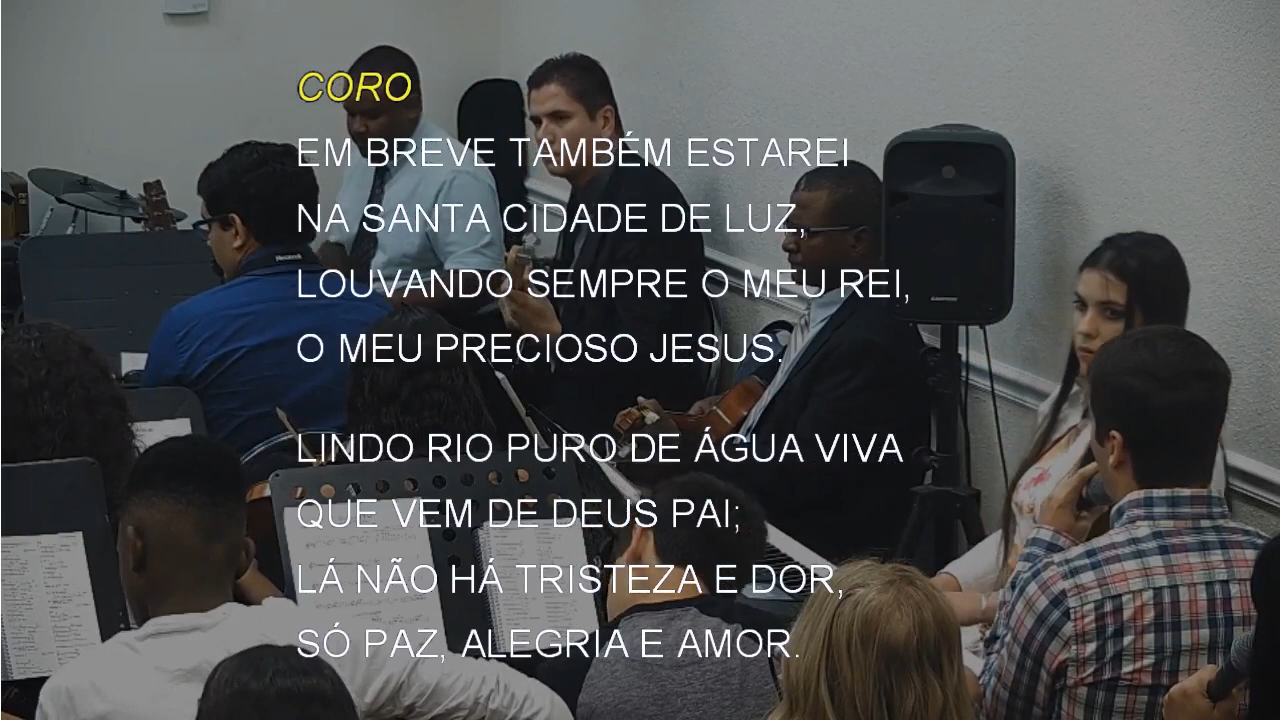 CORO
EM BREVE TAMBÉM ESTAREI
NA SANTA CIDADE DE LUZ,
LOUVANDO SEMPRE O MEU REI,
O MEU PRECIOSO JESUS.
LINDO RIO PURO DE ÁGUA VIVA
QUE VEM DE DEUS PAI;
LÁ NÃO HÁ TRISTEZA E DOR,
SÓ PAZ, ALEGRIA E AMOR.